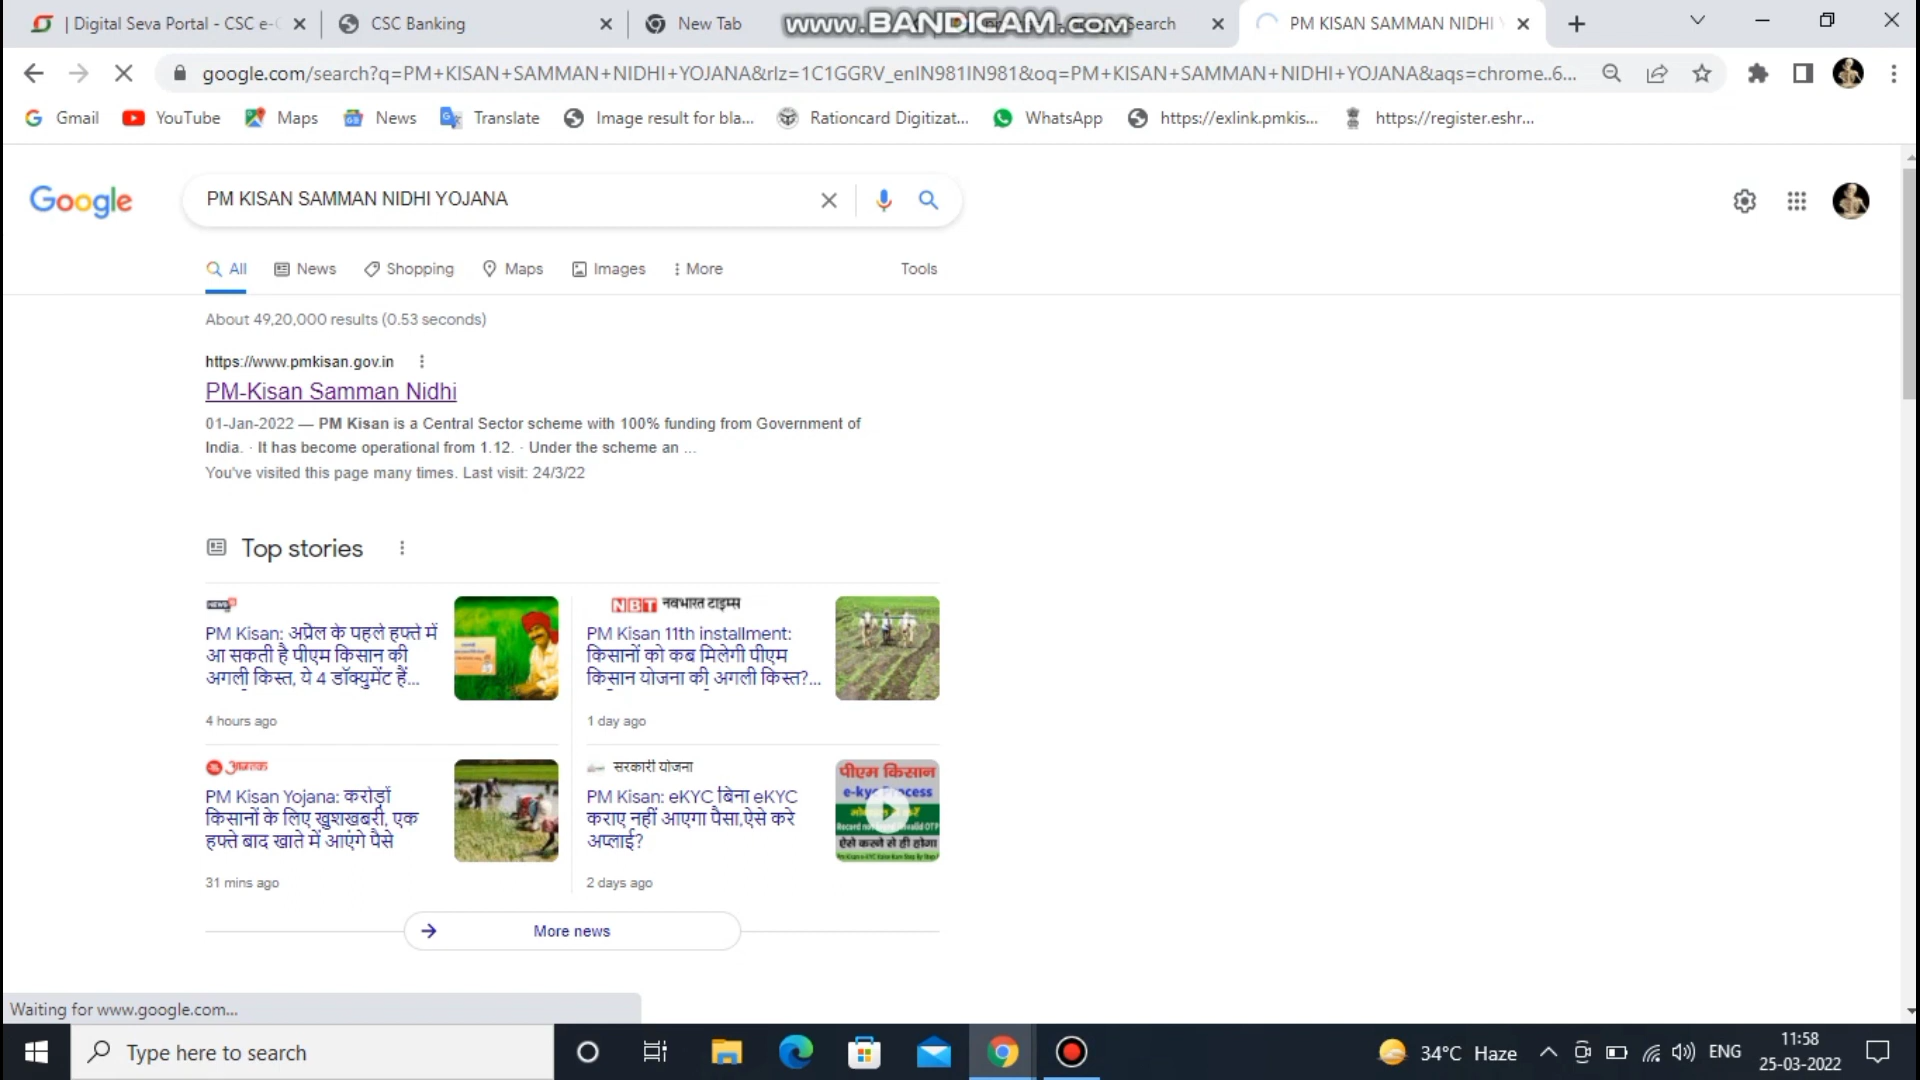 | Digital Seva Portal - CSC e-G
CSC Banking
New Tab
www.BANDICAM.com
Search
PM KISAN SAMMAN NIDHI Y
google.com/search?q=PM+KISAN+SAMMAN+NIDHI+YOJANA&rlz=1C1GGRV_enIN981IN981&oq=PM+KISAN+SAMMAN+NIDHI+YOJANA&aqs=chrome..6...
Gmail
YouTube
Maps
News
Translate
Image result for bla...
Rationcard Digitizat...
WhatsApp
https://exlink.pmkis...
https://register.eshr...
Google
PM KISAN SAMMAN NIDHI YOJANA
All
News
Shopping
Maps
Images
More
Tools
About 49,20,000 results (0.53 seconds)
https://www.pmkisan.gov.in
PM-Kisan Samman Nidhi
01-Jan-2022 — PM Kisan is a Central Sector scheme with 100% funding from Government of
India. · It has become operational from 1.12. · Under the scheme an ...
You've visited this page many times. Last visit: 24/3/22
Top stories
NEWS
PM Kisan: अप्रैल के पहले हफ्ते में
आ सकती है पीएम किसान की
अगली किस्त, ये 4 डॉक्यूमेंट हैं...
4 hours ago
NBT नवभारत टाइम्स
PM Kisan 11th installment:
किसानों को कब मिलेगी पीएम
किसान योजना की अगली किस्त?...
1 day ago
आजतक
PM Kisan Yojana: करोड़ों
किसानों के लिए खुशखबरी, एक
हफ्ते बाद खाते में आएंगे पैसे
31 mins ago
सरकारी योजना
PM Kisan: eKYC बिना eKYC
कराए नहीं आएगा पैसा,ऐसे करे
अप्लाई?
2 days ago
पीएम किसान
e-kyc Process
ऐसे करने से ही होगा
More news
Waiting for www.google.com...
Type here to search
34°C Haze
ENG
11:58
25-03-2022